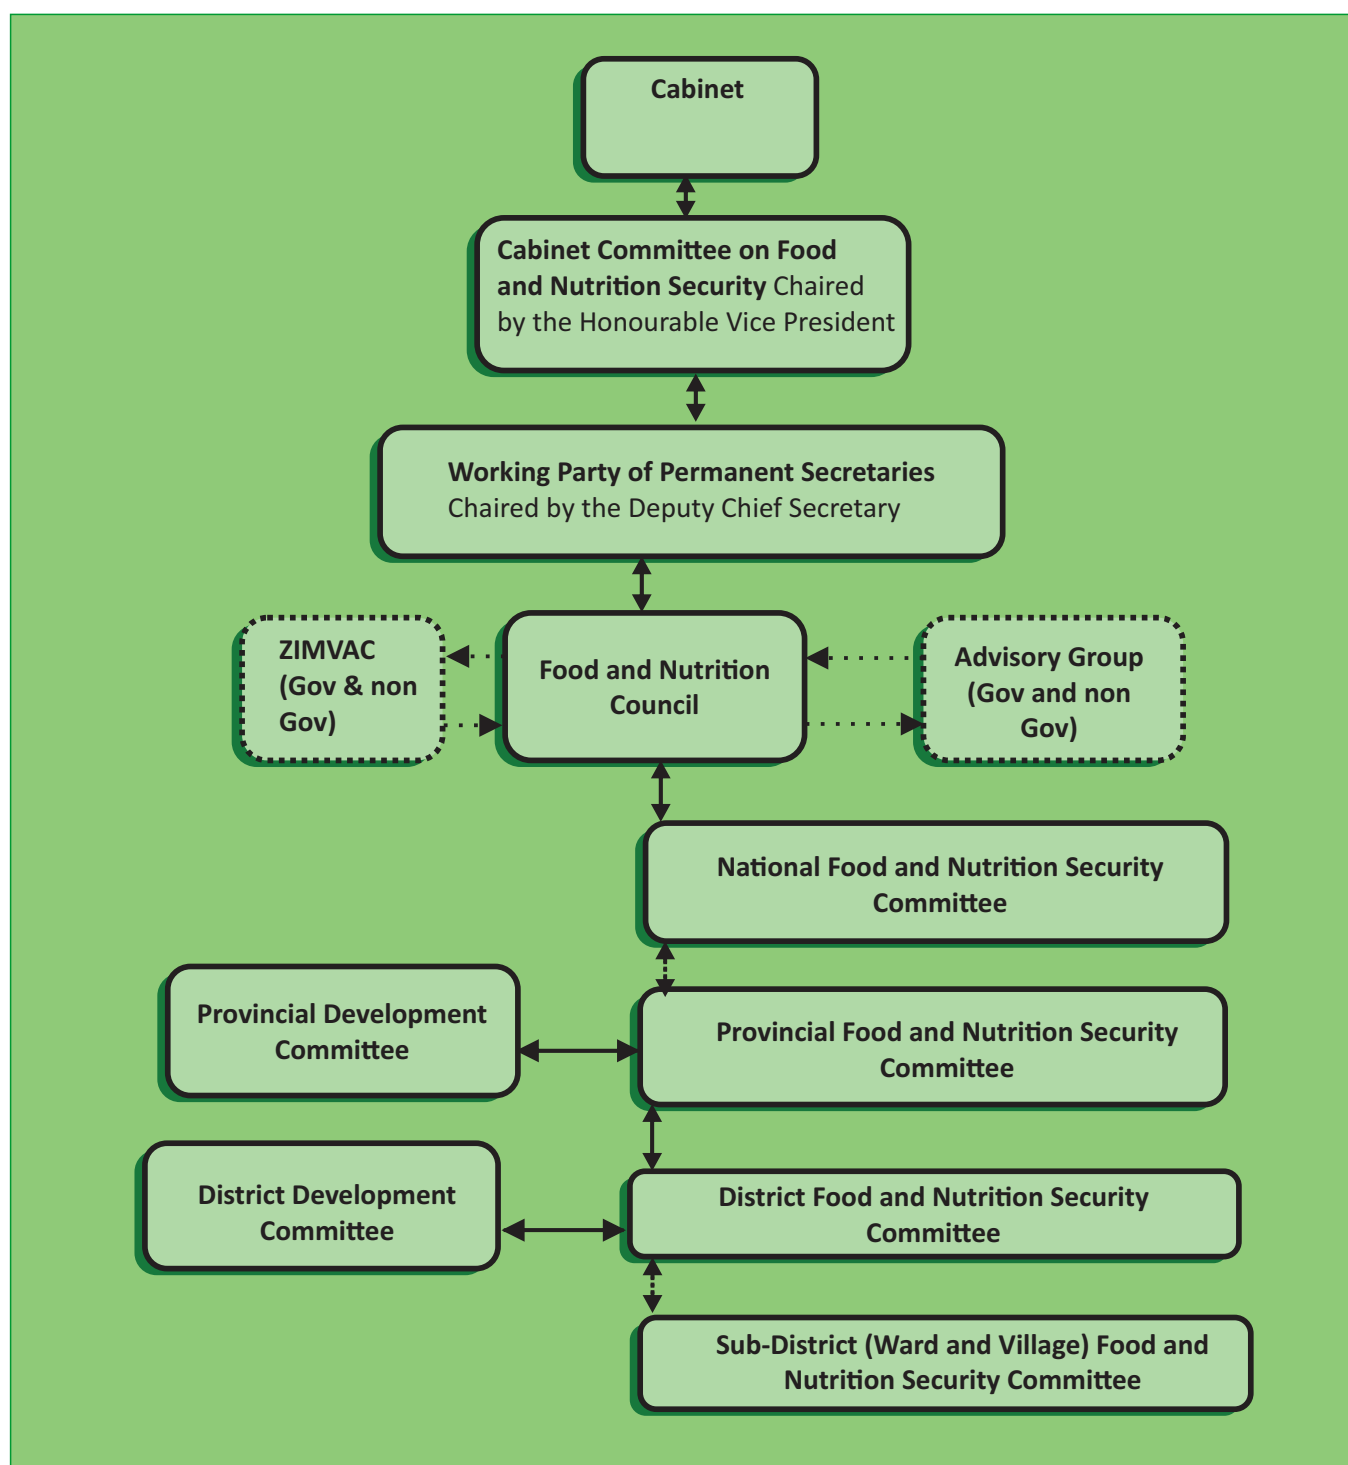 Cabinet
Cabinet Committee on Food
and Nutrition Security Chaired
by the Honourable Vice President
Working Party of Permanent Secretaries
Chaired by the Deputy Chief Secretary
ZIMVAC
(Gov & non
Gov)
Food and Nutrition
Council
Advisory Group
(Gov and non
Gov)
National Food and Nutrition Security
Committee
Provincial Development
Committee
Provincial Food and Nutrition Security
Committee
District Development
Committee
District Food and Nutrition Security
Committee
Sub-District (Ward and Village) Food and
Nutrition Security Committee